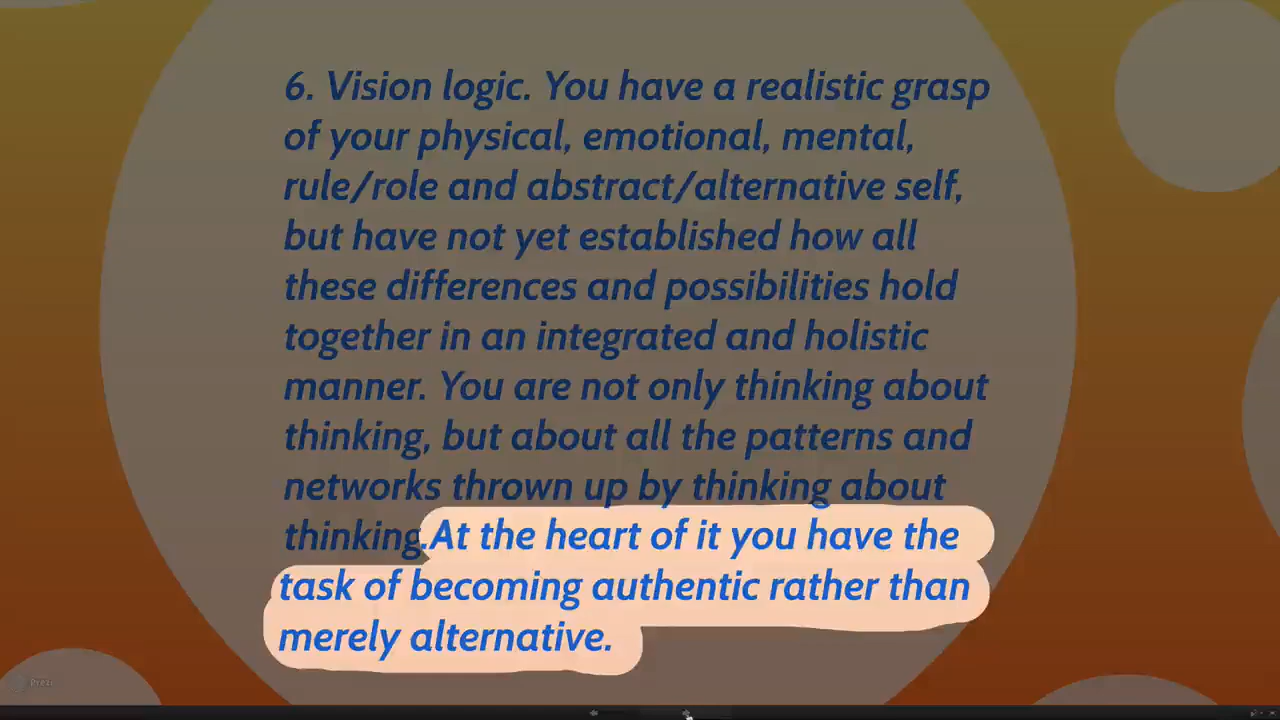 6. Vision logic. You have a realistic grasp
of your physical, emotional, mental,
rule/role and abstract/alternative self,
but have not yet established how all
these differences and possibilities hold
together in an integrated and holistic
manner. You are not only thinking about
thinking, but about all the patterns and
networks thrown up by thinking about
thinking.At the heart of it you have the
task of becoming authentic rather than
merely alternative.
Prezi